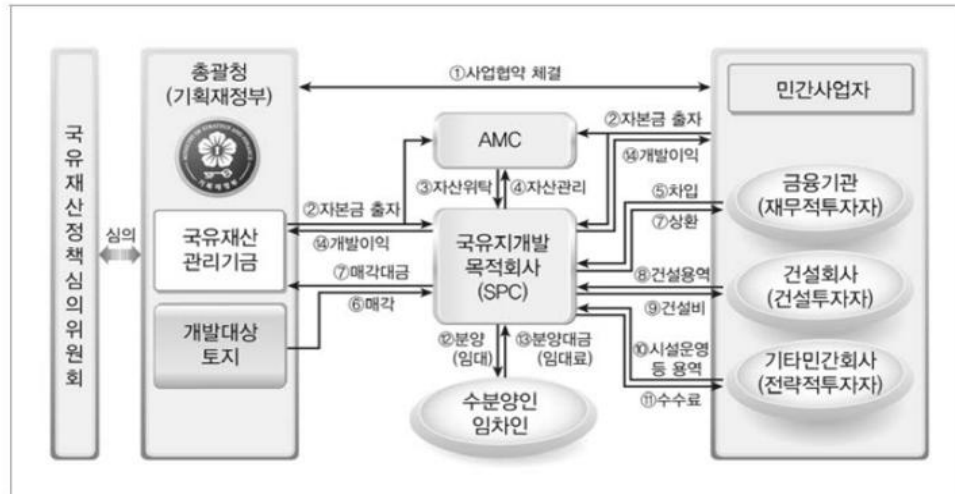 국유재산정책심의위원회
심의
총괄청
(기획재정부)
기획재정부
국유재산
관리기금
개발대상
토지
①사업협약 체결
②자본금 출자
AMC
③자산위탁
④자산관리
②자본금 출자
⑭개발이익
⑭개발이익
국유지개발
목적회사
(SPC)
⑦매각대금
⑥매각
⑤차입
⑦상환
⑧건설용역
⑨건설비
⑩시설운영
등 용역
⑪수수료
⑫분양
(임대)
⑬분양대금
(임대료)
수분양인
임차인
민간사업자
금융기관
(재무적투자자)
건설회사
(건설투자자)
기타민간회사
(전략적투자자)